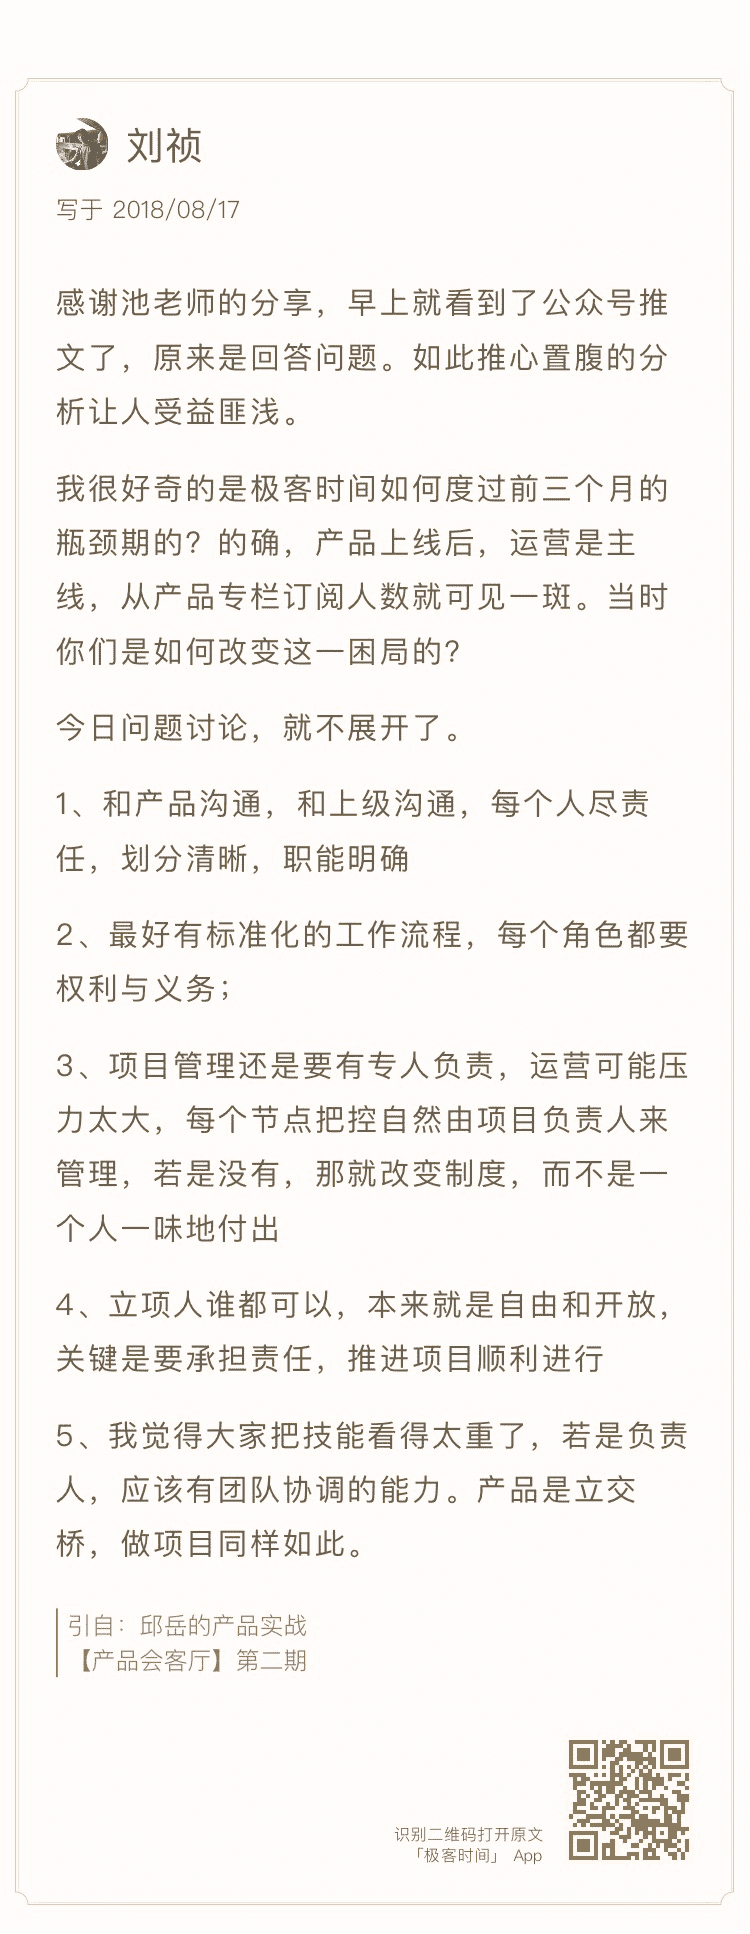 刘祯
写于 2018/08/17
感谢池老师的分享，早上就看到了公众号推
文了，原来是回答问题。如此推心置腹的分
析让人受益匪浅。
我很好奇的是极客时间如何度过前三个月的
瓶颈期的？的确，产品上线后，运营是主
线，从产品专栏订阅人数就可见一斑。当时
你们是如何改变这一困局的？
今日问题讨论，就不展开了。
1、和产品沟通，和上级沟通，每个人尽责
任，划分清晰，职能明确
2、最好有标准化的工作流程，每个角色都要
权利与义务；
3、项目管理还是要有专人负责，运营可能压
力太大，每个节点把控自然由项目负责人来
管理，若是没有，那就改变制度，而不是一
个人一味地付出
4、立项人谁都可以，本来就是自由和开放，
关键是要承担责任，推进项目顺利进行
5、我觉得大家把技能看得太重了，若是负责
人，应该有团队协调的能力。产品是立交
桥，做项目同样如此。
引自：邱岳的产品实战
【产品会客厅】第二期
识别二维码打开原文
「极客时间」 App